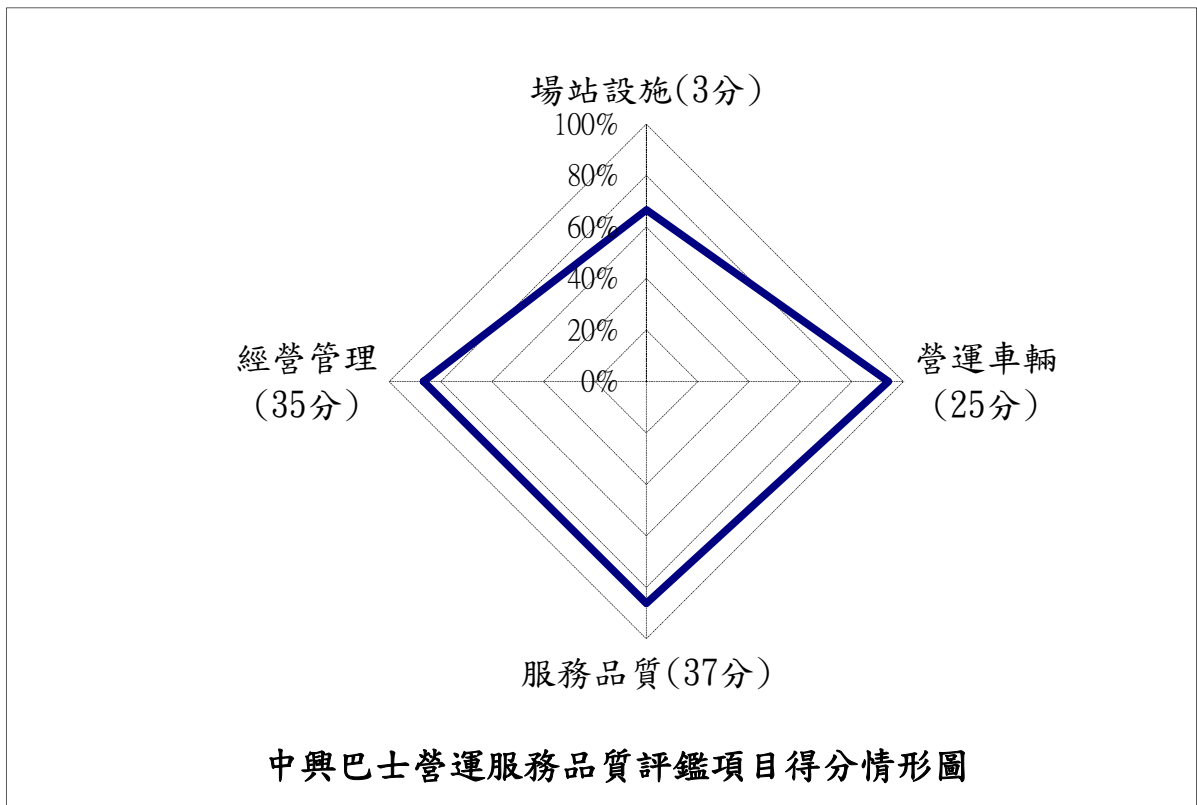 場站設施(3分)
100%
80%
60%
40%
20%
0%
經營管理
(35分)
營運車輛
(25分)
服務品質(37分)
中興巴士營運服務品質評鑑項目得分情形圖